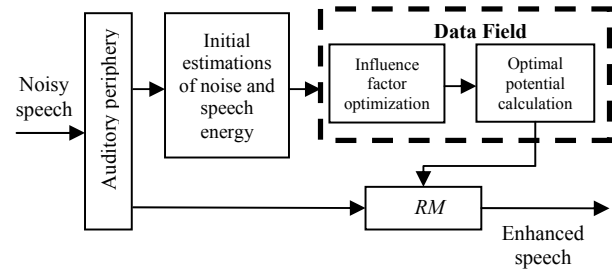 Noisy
speech
Auditory periphery
Initial
estimations
of noise and
speech
energy
Data Field
Influence
factor
optimization
Optimal
potential
calculation
RM
Enhanced
speech